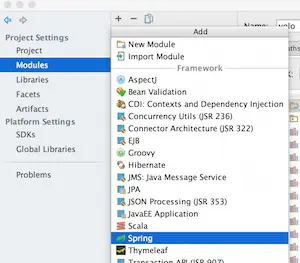 Name: velo
Project Settings
Project
Modules
Libraries
Facets
Artifacts
Platform Settings
SDKs
Global Libraries
Problems
Add
New Module
Import Module
Framework
AspectJ
Bean Validation
CDI: Contexts and Dependency Injection
Concurrency Utils (JSR 236)
Connector Architecture (JSR 322)
EJB
Groovy
Hibernate
JMS: Java Message Service
JPA
JSON Processing (JSR 353)
JavaEE Application
Scala
Spring
Thymeleaf
Transaction API (JSR 907)